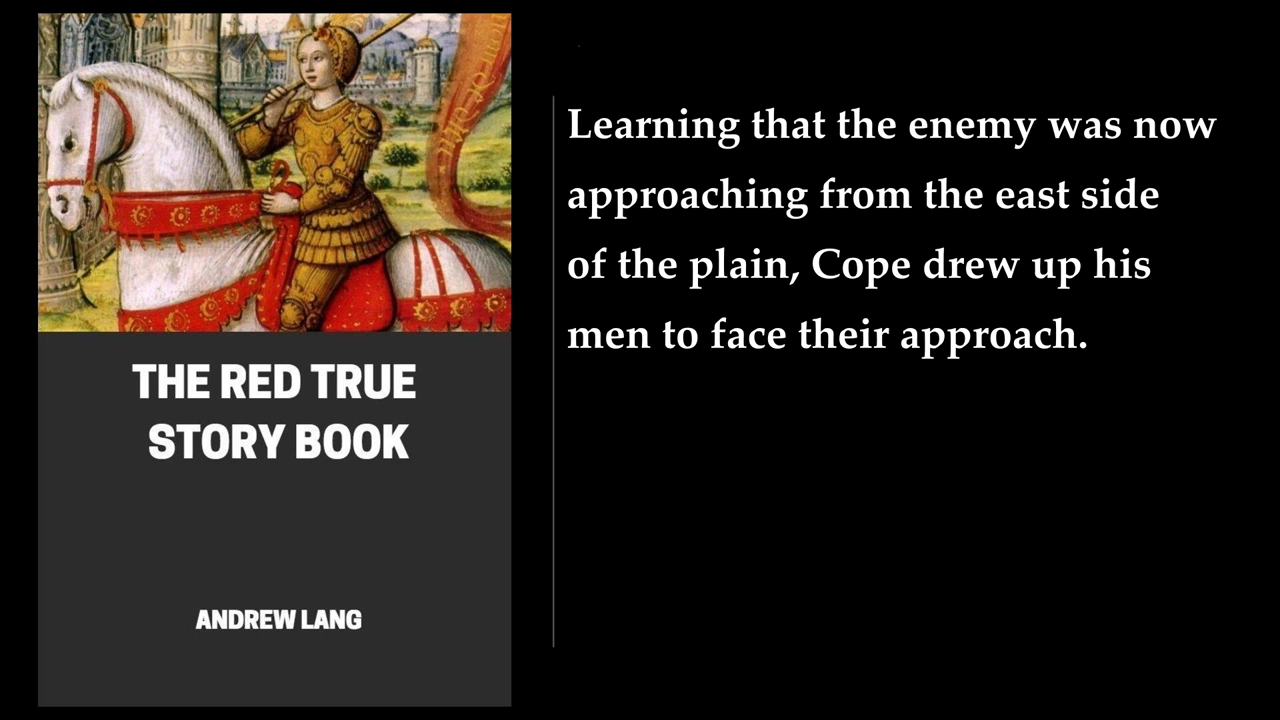 THE RED TRUE
STORY BOOK
ANDREW LANG
Learning that the enemy was now
approaching from the east side
of the plain, Cope drew up his
men to face their approach.